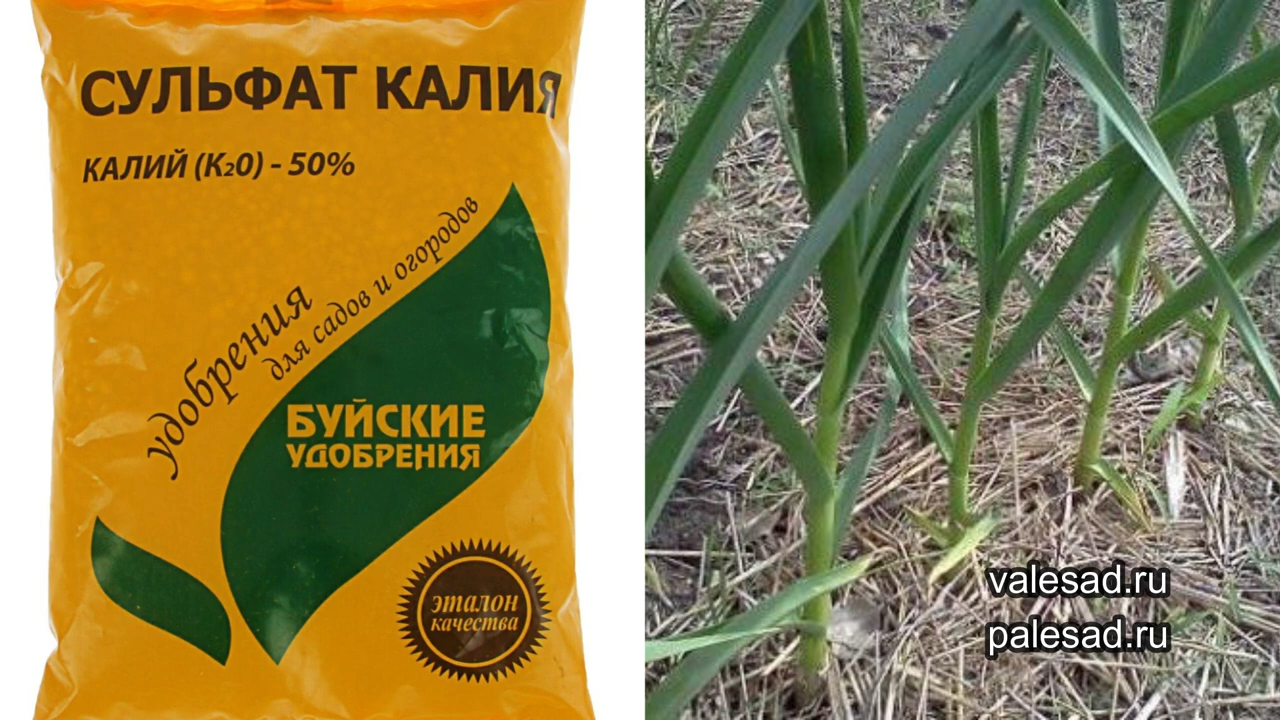 СУЛЬФАТ КАЛИЯ
КАЛИЙ (K₂O) - 50%
удобрения
для садов и огородов
БУЙСКИЕ
УДОБРЕНИЯ
эталон
качества
valesad.ru
palesad.ru